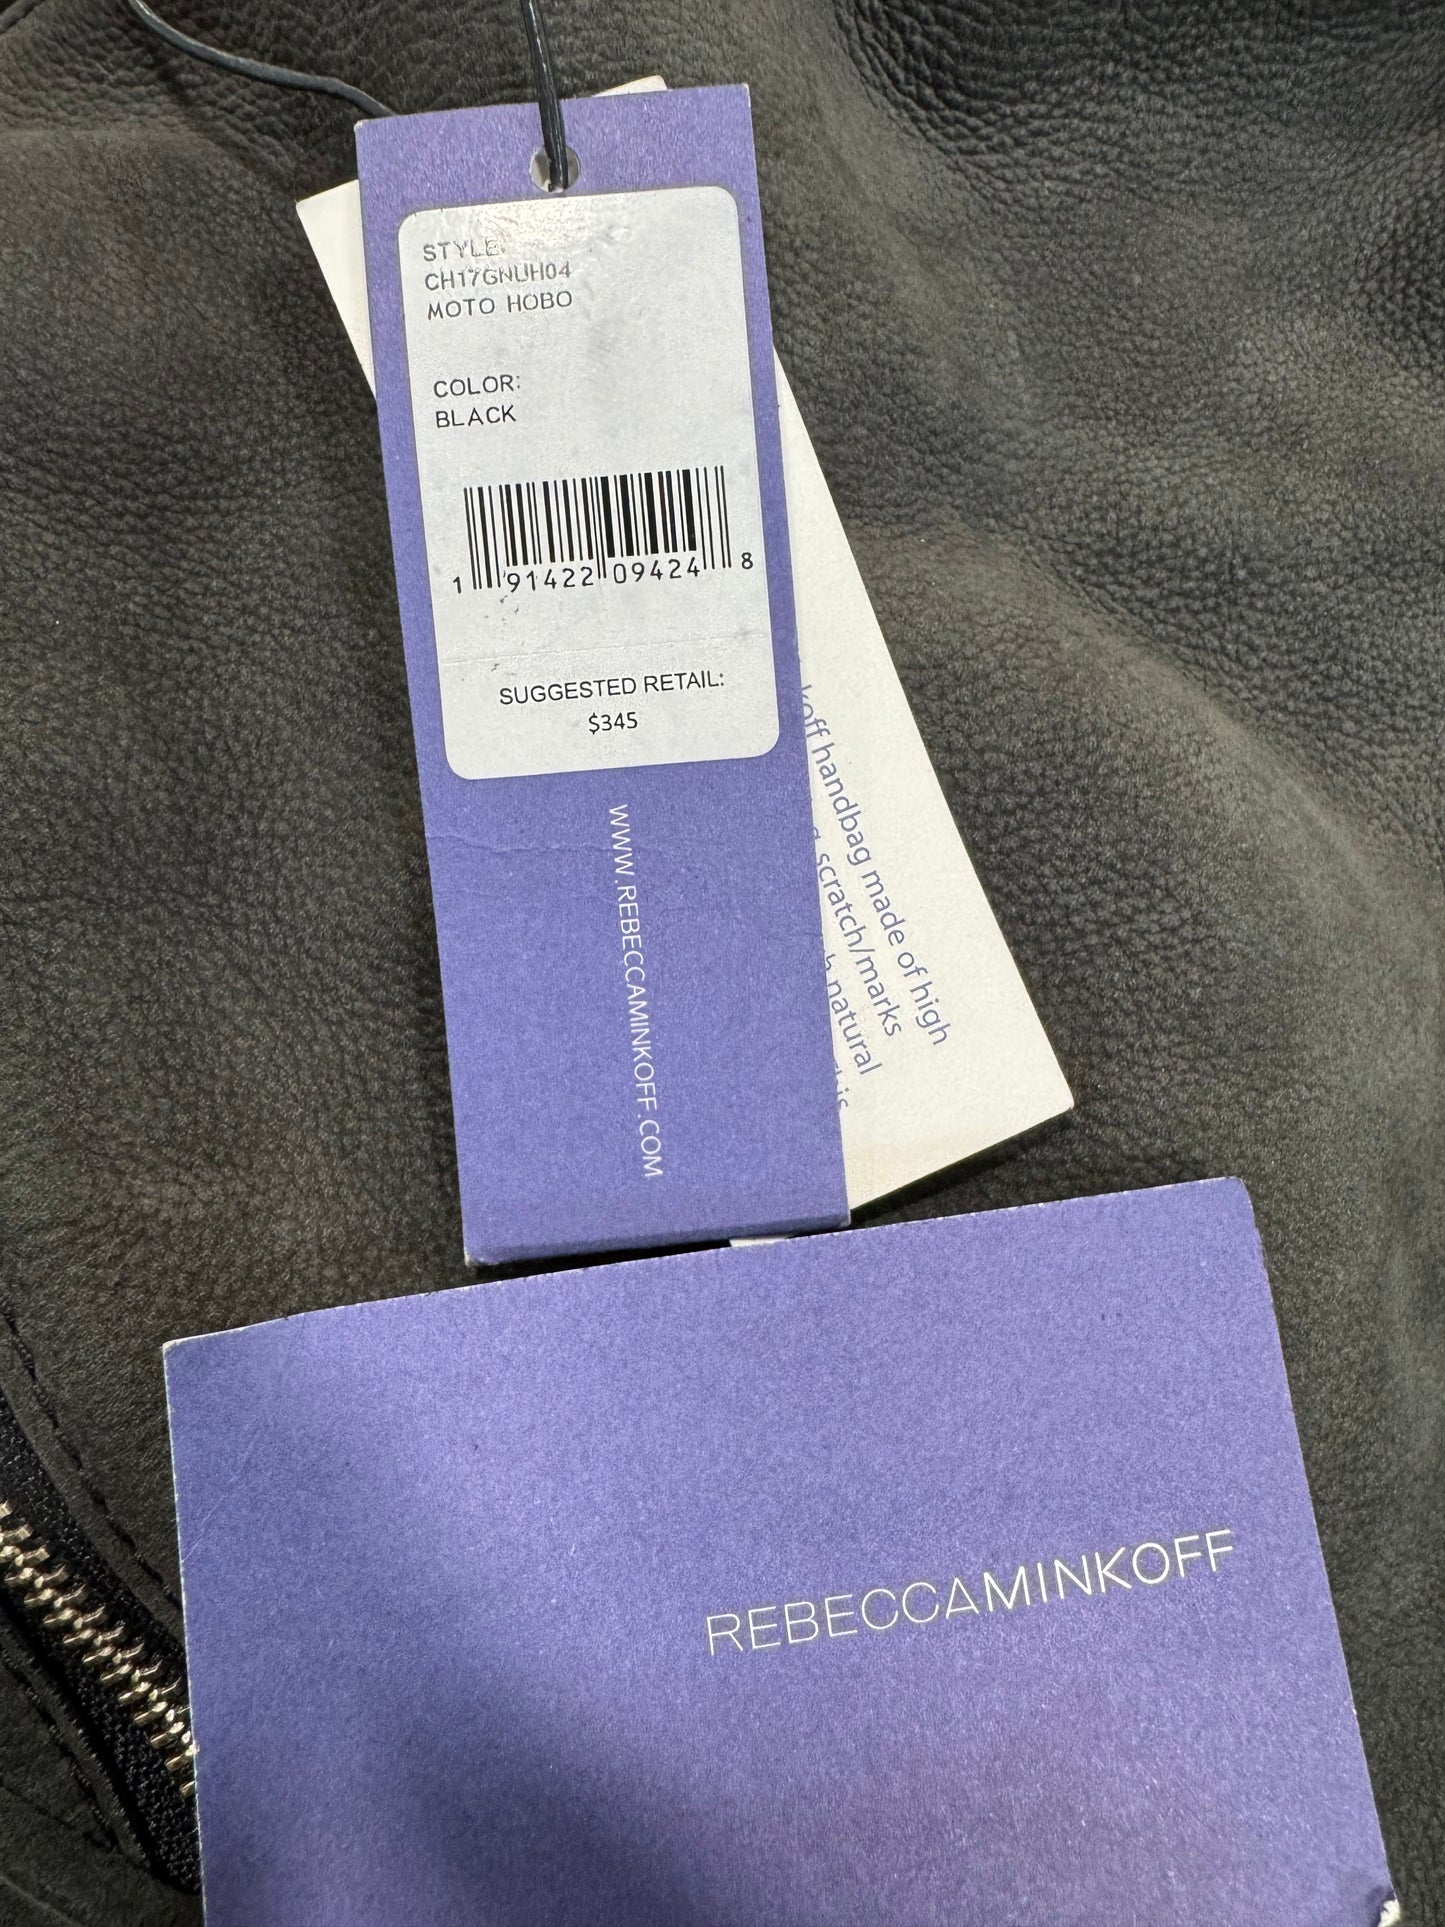 STYLE:
CH17GNUH04
MOTO HOBO
COLOR:
BLACK
1 91422 09424 8
SUGGESTED RETAIL:
$345
WWW.REBECCAMINKOFF.COM
handbag made of high
scratch/marks
natural
REBECCAMINKOFF